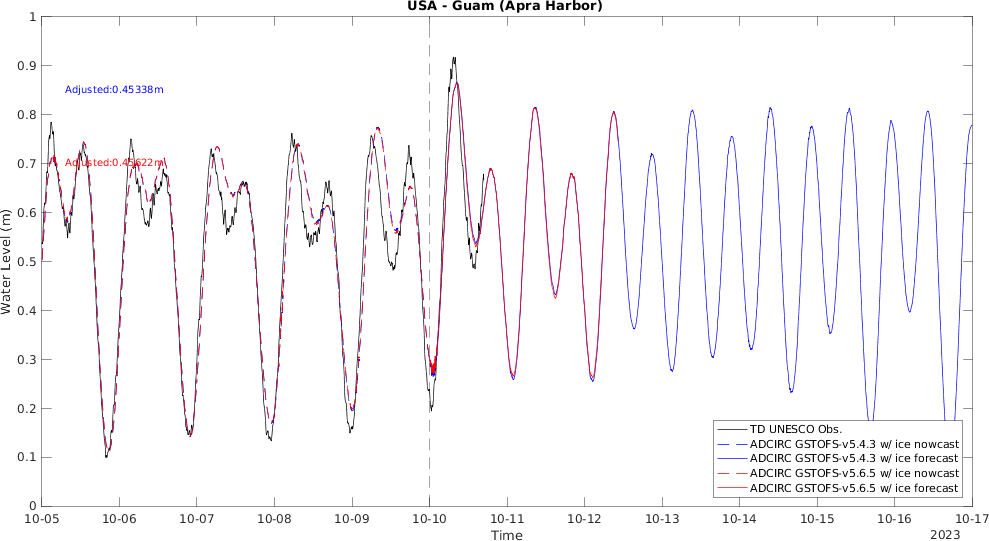 USA - Guam (Apra Harbor)
1
0.9
0.8
0.7
0.6
0.5
0.4
0.3
0.2
0.1
0
Water Level (m)
Adjusted:0.45338m
Adjusted:0.45622m
TD UNESCO Obs.
ADCIRC GSTOFS-v5.4.3 w/ ice nowcast
ADCIRC GSTOFS-v5.4.3 w/ ice forecast
ADCIRC GSTOFS-v5.6.5 w/ ice nowcast
ADCIRC GSTOFS-v5.6.5 w/ ice forecast
10-05 10-06 10-07 10-08 10-09 10-10 10-11 10-12 10-13 10-14 10-15 10-16 10-17
Time
2023